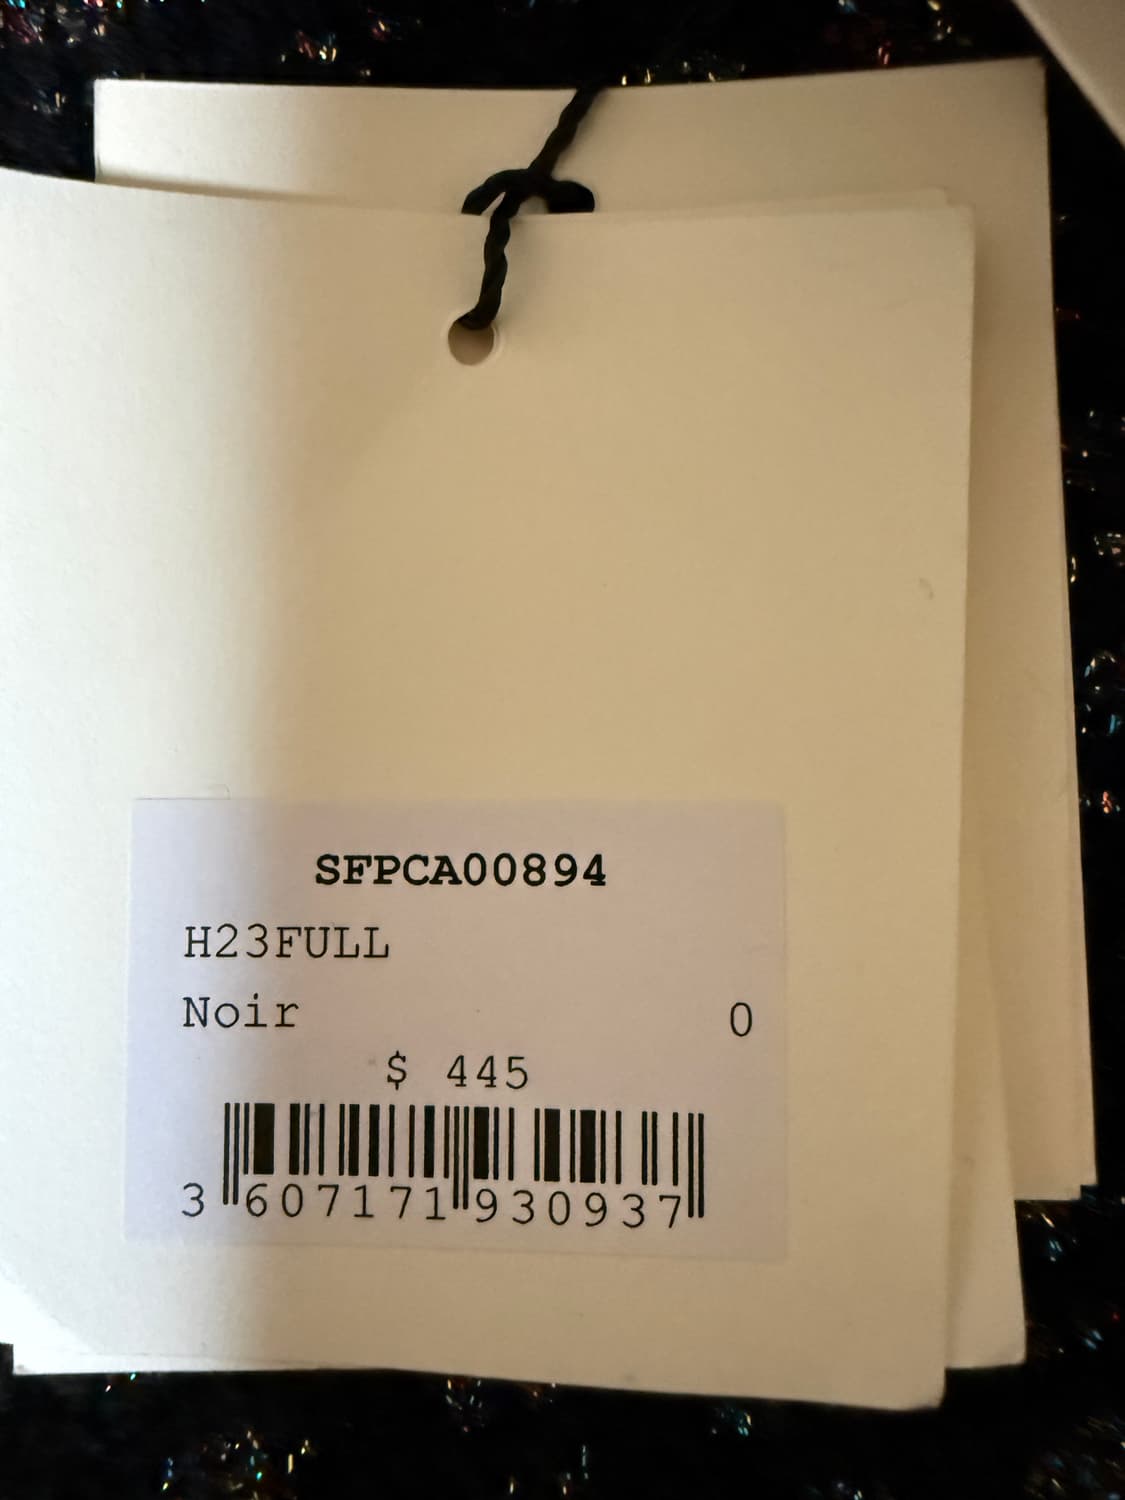 SFPCA00894
H23FULL
Noir 0
$ 445
3 607171 930937